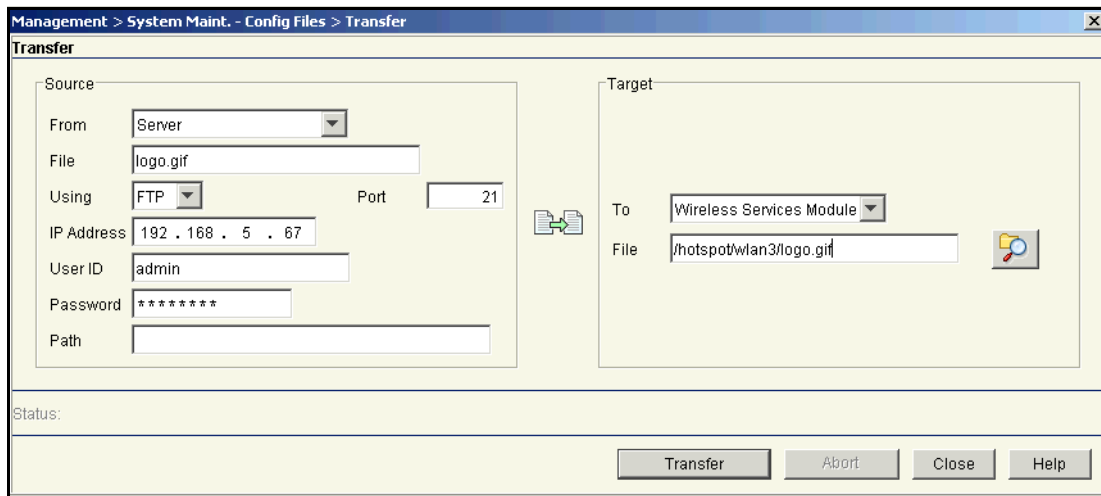 Management > System Maint. - Config Files > Transfer
Transfer
Source
From Server
File logo.gif
Using FTP Port 21
IP Address 192 . 168 . 5 . 67
User ID admin
Password ********
Path
Target
To Wireless Services Module
File /hotspot/wlan3/logo.gif
Status:
Transfer Abort Close Help